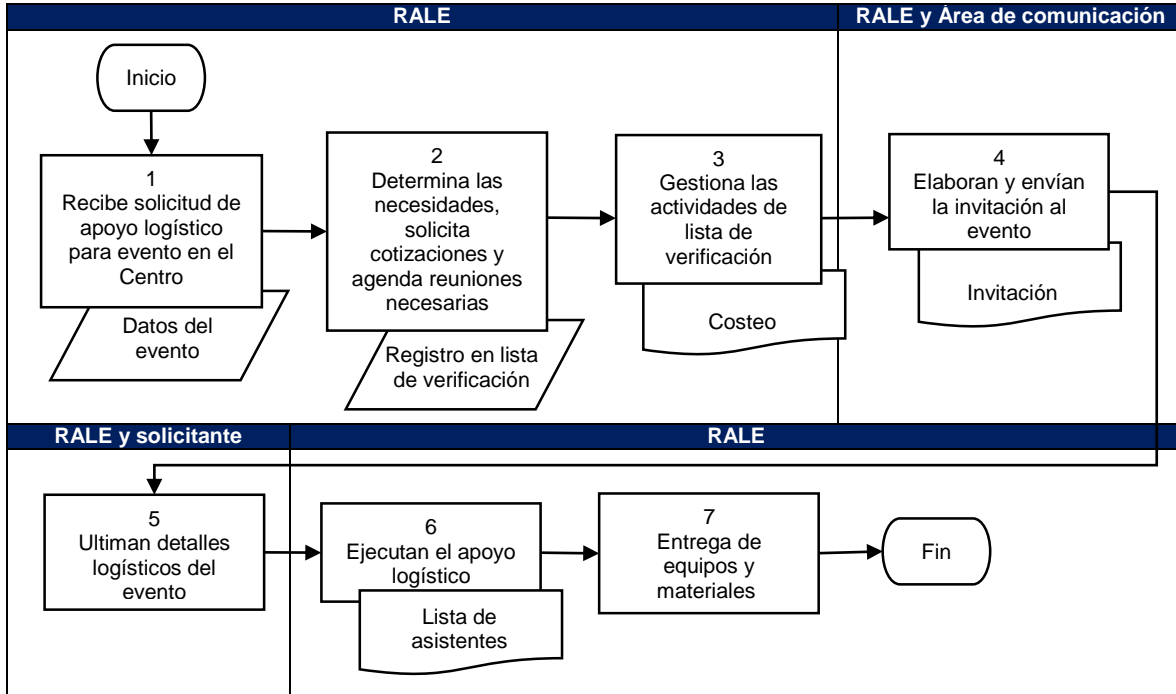 RALE
RALE y Área de comunicación
Inicio
1
Recibe solicitud de
apoyo logístico
para evento en el
Centro
Datos del
evento
2
Determina las
necesidades,
solicita
cotizaciones y
agenda reuniones
necesarias
Registro en lista
de verificación
3
Gestiona las
actividades de
lista de
verificación
Costeo
4
Elaboran y envían
la invitación al
evento
Invitación
RALE y solicitante
RALE
5
Ultiman detalles
logísticos del
evento
6
Ejecutan el apoyo
logístico
Lista de
asistentes
7
Entrega de
equipos y
materiales
Fin